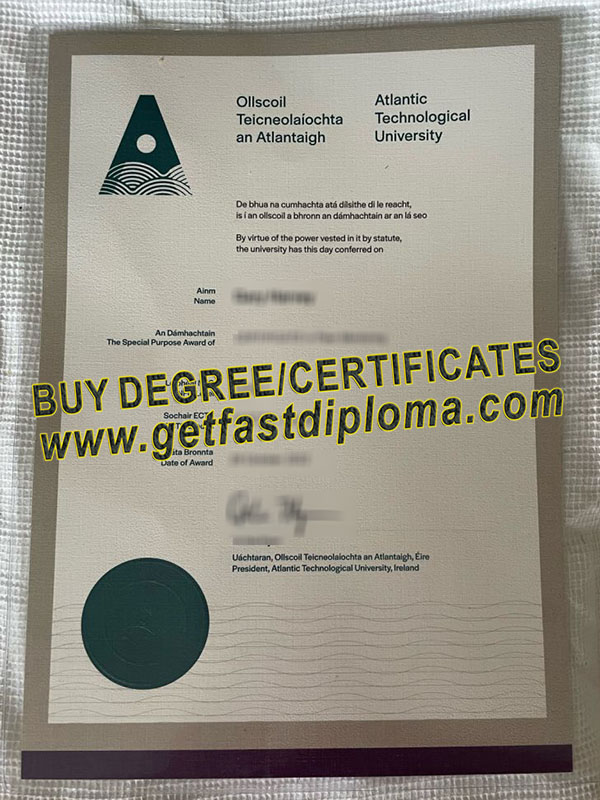 Ollscoil
Teicneolaíochta
an Atlantaigh
Atlantic
Technological
University
De bhua na cumhachta atá dílsithe di le reacht,
is í an ollscoil a bhronn an dámhachtain ar an lá seo
By virtue of the power vested in it by statute,
the university has this day conferred on
Ainm
Name
An Dámhachtain
The Special Purpose Award of
BUY DEGREE/CERTIFICATES
Sochair ECT
www.getfastdiploma.com
Bronnta
Date of Award
Uachtaran, Ollscoil Teicneolaíochta an Atlantaigh, Éire
President, Atlantic Technological University, Ireland